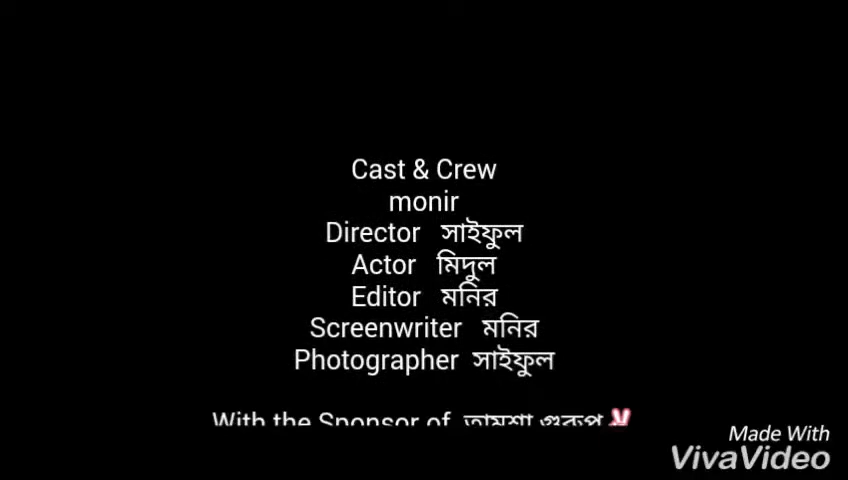 Cast & Crew
monir
Director সাইফুল
Actor মিদুল
Editor মনির
Screenwriter মনির
Photographer সাইফুল
With the Sponsor of তামশা গুরুপ
Made With
VivaVideo